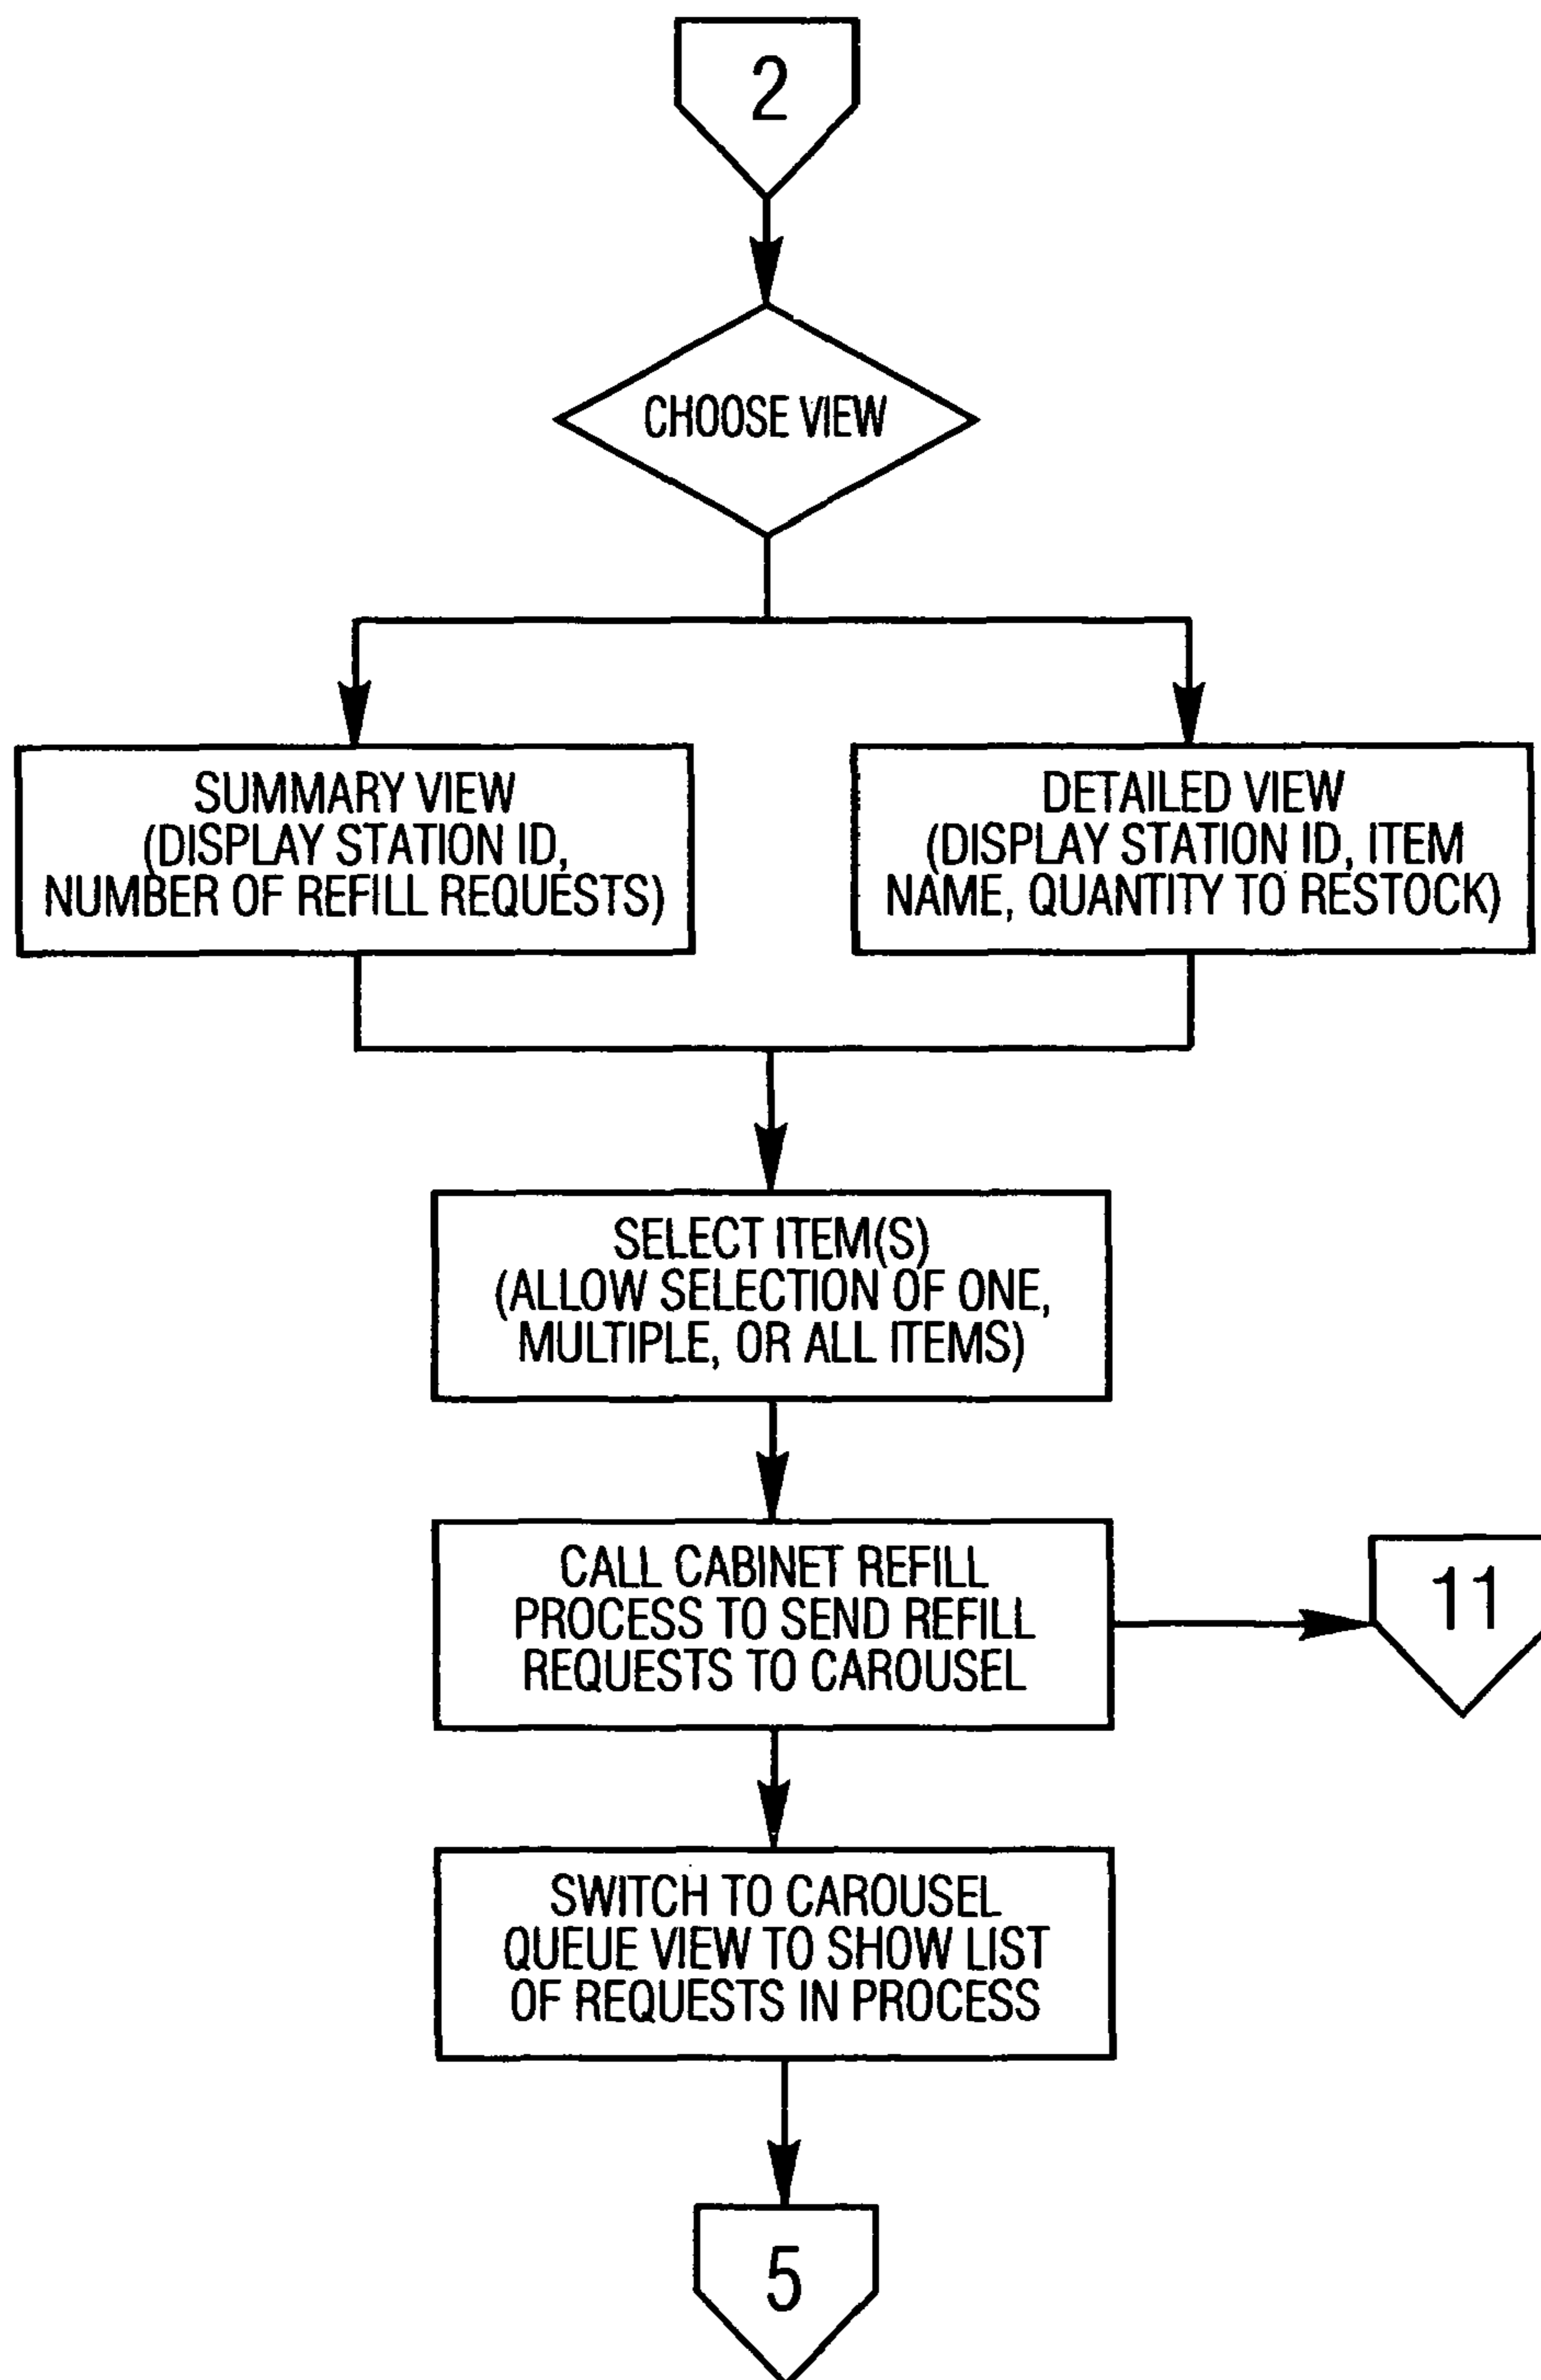 2
CHOOSE VIEW
SUMMARY VIEW
(DISPLAY STATION ID,
NUMBER OF REFILL REQUESTS)
DETAILED VIEW
(DISPLAY STATION ID, ITEM
NAME, QUANTITY TO RESTOCK)
SELECT ITEM(S)
(ALLOW SELECTION OF ONE,
MULTIPLE, OR ALL ITEMS)
CALL CABINET REFILL
PROCESS TO SEND REFILL
REQUESTS TO CAROUSEL
11
SWITCH TO CAROUSEL
QUEUE VIEW TO SHOW LIST
OF REQUESTS IN PROCESS
5